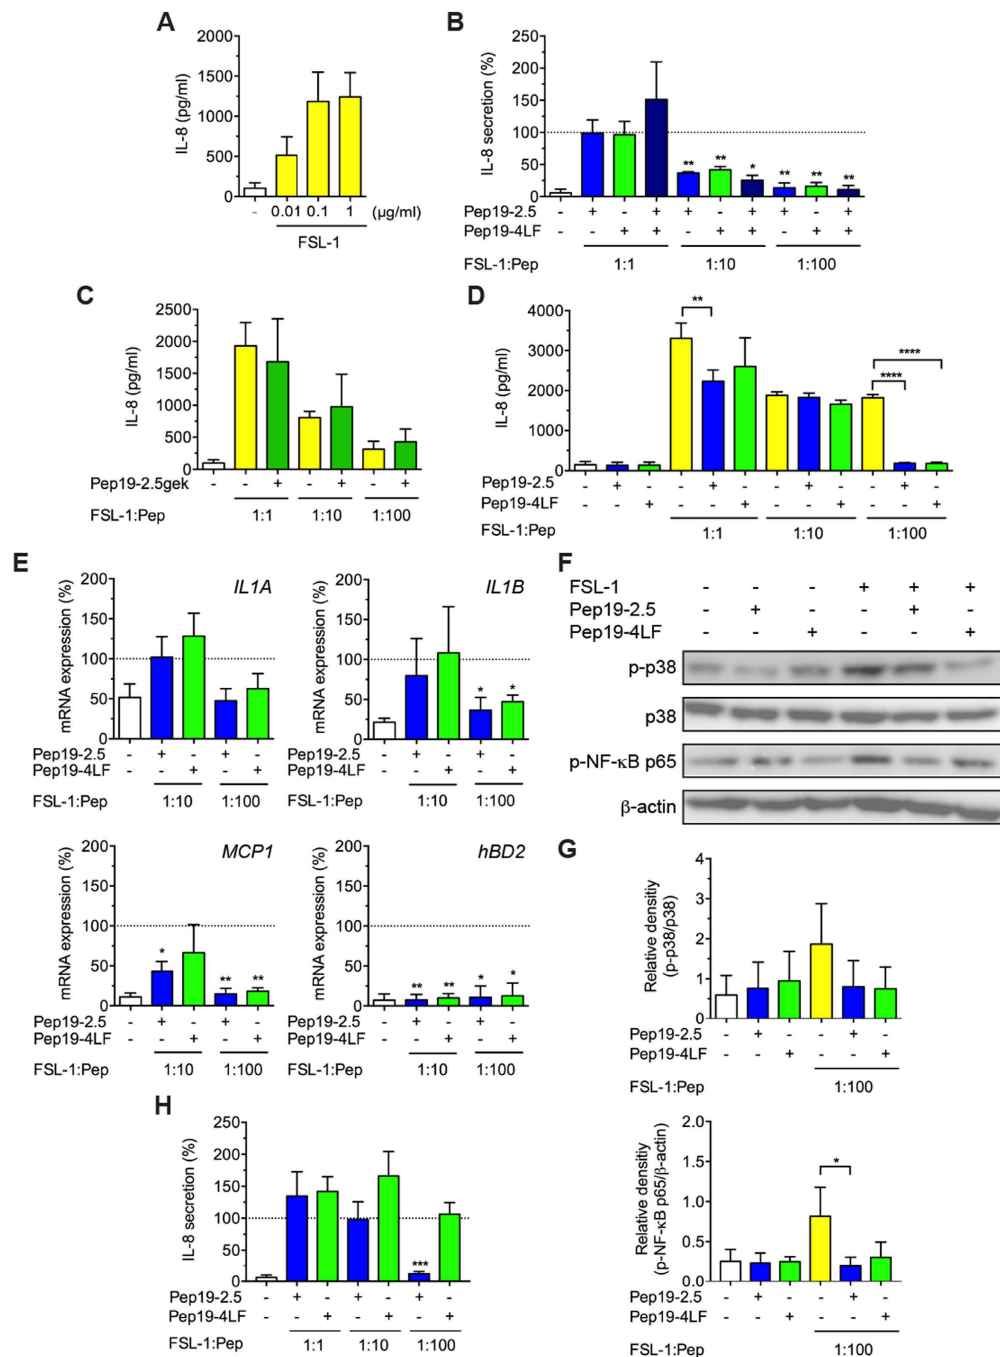 A
IL-8 (pg/ml)
2000
1500
1000
500
0
- 0.01 0.1 1 (µg/ml)
FSL-1
B
IL-8 secretion (%)
250
200
150
100
50
0
** ** * ** ** **
Pep19-2.5 - + - + + - + + - +
Pep19-4LF - - + + - + + - + +
FSL-1:Pep 1:1 1:10 1:100
C
IL-8 (pg/ml)
2500
2000
1500
1000
500
0
Pep19-2.5gek - - + - + - +
FSL-1:Pep 1:1 1:10 1:100
D
IL-8 (pg/ml)
4000
3000
2000
1000
0
**
****
****
Pep19-2.5 - + - - + - - + - - + -
Pep19-4LF - - + - - + - - + - - +
FSL-1:Pep 1:1 1:10 1:100
E
IL1A
mRNA expression (%)
200
150
100
50
0
Pep19-2.5 - + - + -
Pep19-4LF - - + - +
FSL-1:Pep 1:10 1:100
IL1B
mRNA expression (%)
200
150
100
50
0
* *
Pep19-2.5 - + - + -
Pep19-4LF - - + - +
FSL-1:Pep 1:10 1:100
MCP1
mRNA expression (%)
200
150
100
50
0
* ** **
Pep19-2.5 - + - + -
Pep19-4LF - - + - +
FSL-1:Pep 1:10 1:100
hBD2
mRNA expression (%)
200
150
100
50
0
** ** * *
Pep19-2.5 - + - + -
Pep19-4LF - - + - +
FSL-1:Pep 1:10 1:100
F
FSL-1 - - - + + +
Pep19-2.5 - + - - + -
Pep19-4LF - - + - - +
p-p38
p38
p-NF-κB p65
β-actin
G
Relative densitiy
(p-p38/p38)
4
3
2
1
0
Pep19-2.5 - + - - + -
Pep19-4LF - - + - - +
FSL-1:Pep 1:100
Relative densitiy
(p-NF-κB p65/β-actin)
2.0
1.5
1.0
0.5
0.0
*
Pep19-2.5 - + - - + -
Pep19-4LF - - + - - +
FSL-1:Pep 1:100
H
IL-8 secretion (%)
250
200
150
100
50
0
***
Pep19-2.5 - + - + - + -
Pep19-4LF - - + - + - +
FSL-1:Pep 1:1 1:10 1:100